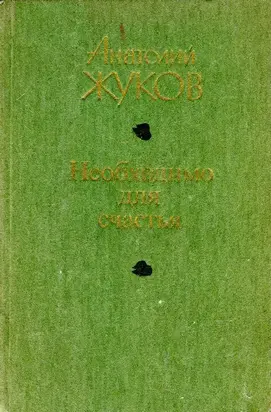 Анатолий
ЖУКОВ
Необходимо
для
счастья